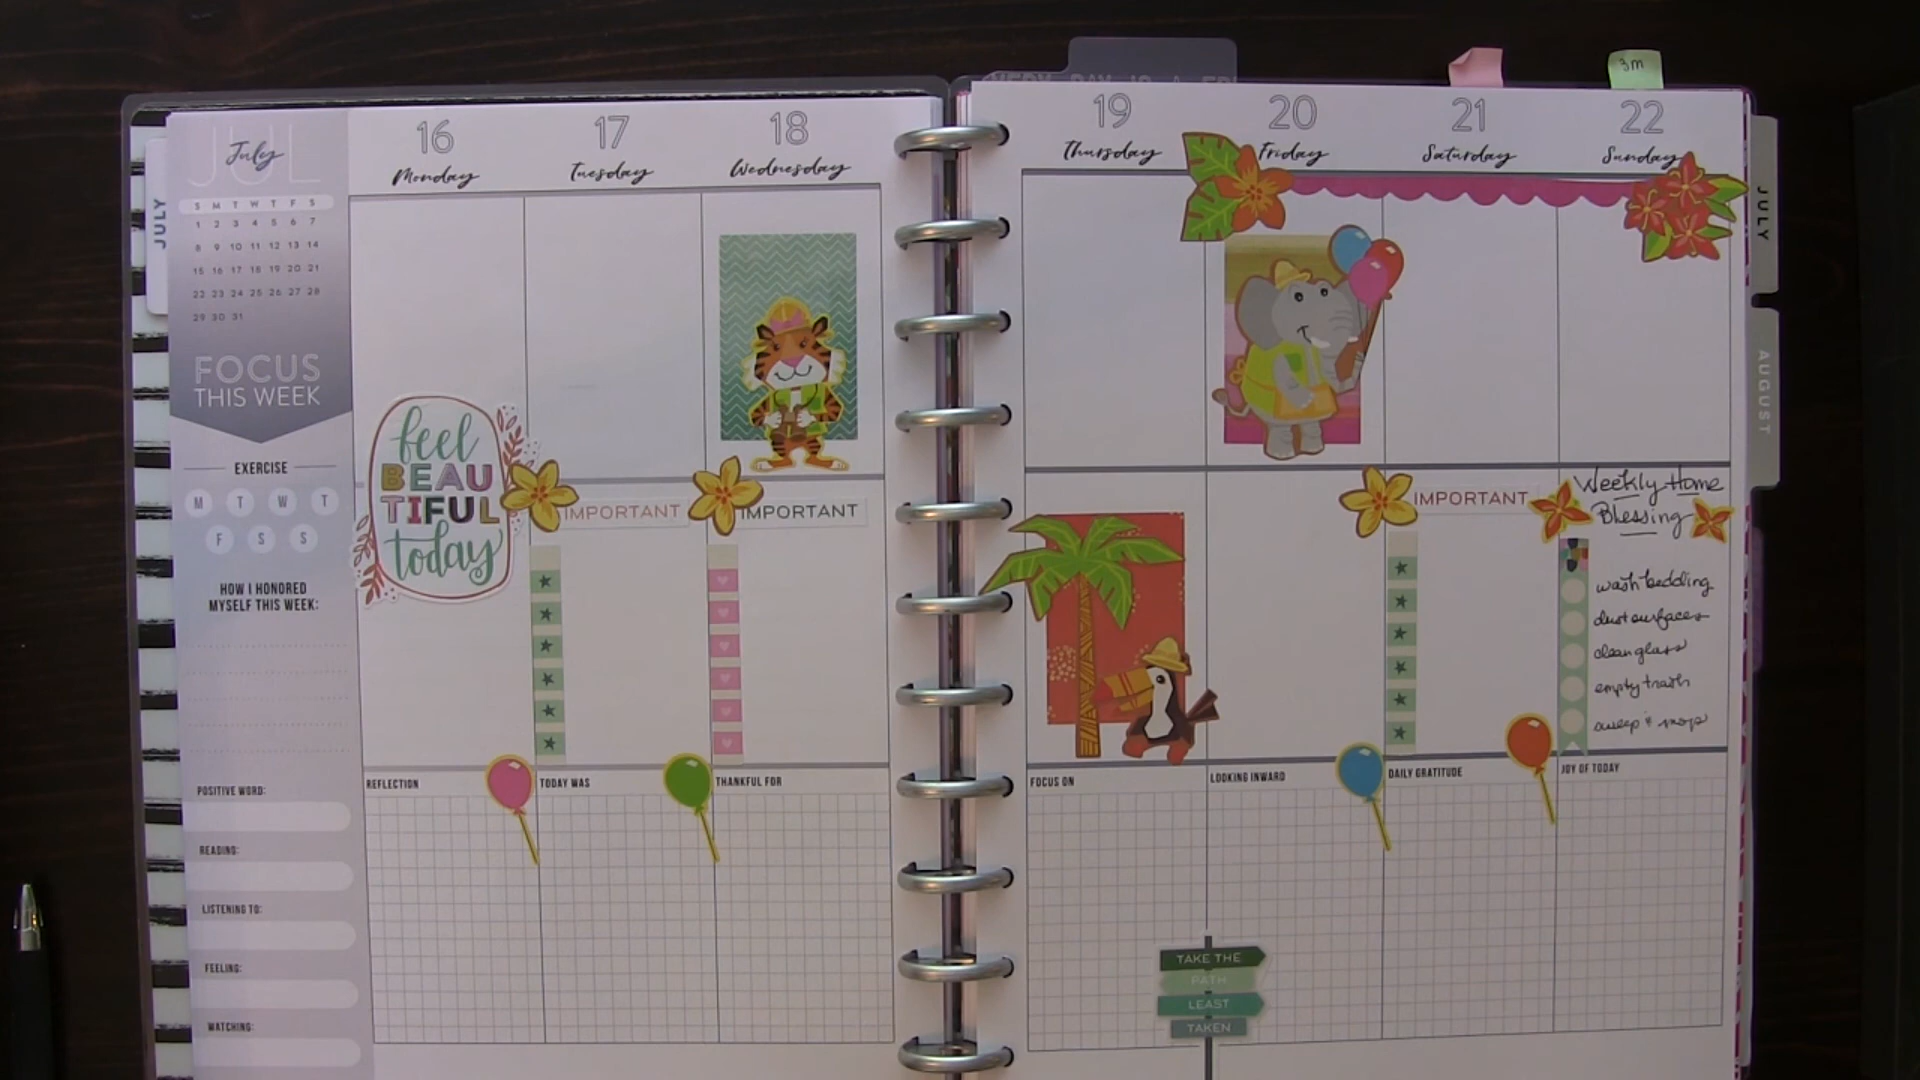 3m
JUL
July
S M T W T F S
1 2 3 4 5 6 7
8 9 10 11 12 13 14
15 16 17 18 19 20 21
22 23 24 25 26 27 28
29 30 31
JULY
FOCUS
THIS WEEK
EXERCISE
M T W T
F S S
HOW I HONORED
MYSELF THIS WEEK:
POSITIVE WORD:
READING:
LISTENING TO:
FEELING:
WATCHING:
16
Monday
17
Tuesday
18
Wednesday
feel
BEAU
TIFUL
today
IMPORTANT
IMPORTANT
REFLECTION
TODAY WAS
THANKFUL FOR
19
Thursday
20
Friday
21
Saturday
22
Sunday
IMPORTANT
Weekly Home
Blessing
wash bedding
dust surfaces
clean glass
empty trash
sweep & mop
FOCUS ON
LOOKING INWARD
DAILY GRATITUDE
JOY OF TODAY
TAKE THE
PATH
LEAST
TAKEN
JULY
AUGUST